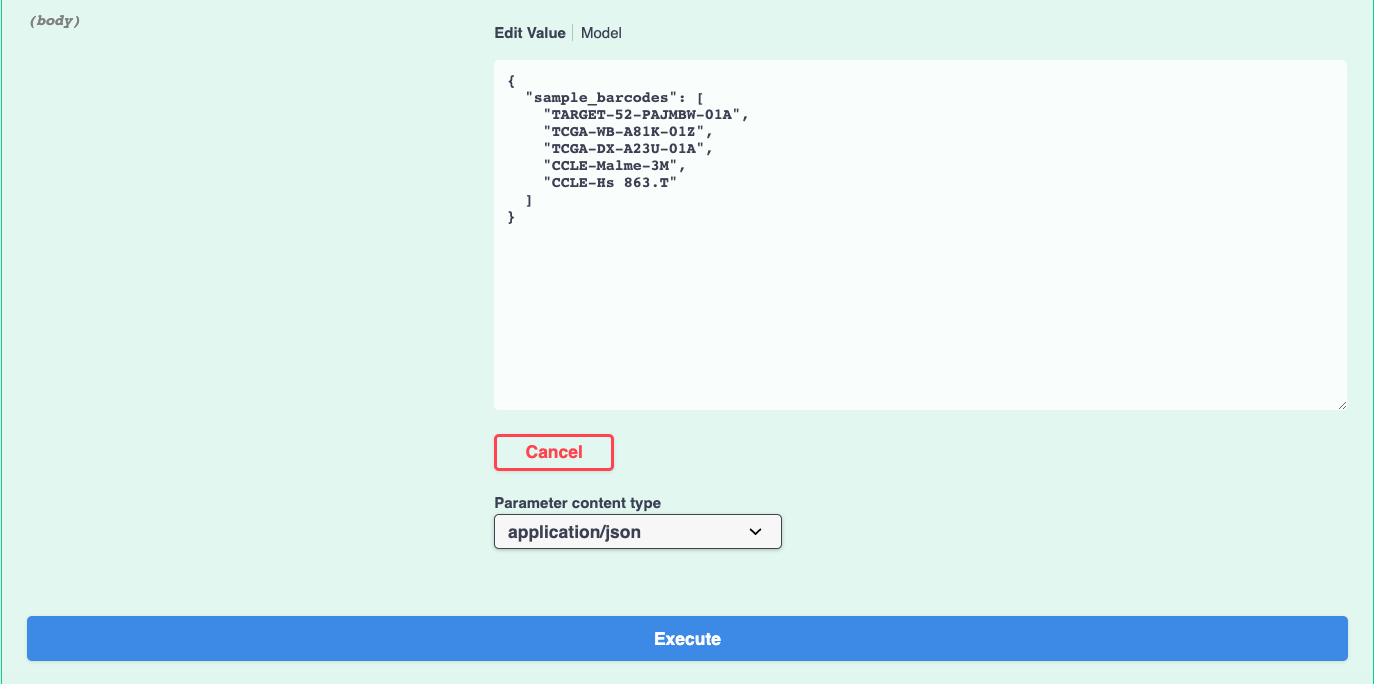 (body)
Edit Value Model
{
"sample_barcodes": [
"TARGET-52-PAJMBW-01A",
"TCGA-WB-A81K-01Z",
"TCGA-DX-A23U-01A",
"CCLE-Malme-3M",
"CCLE-Hs 863.T"
]
}
Cancel
Parameter content type
application/json
Execute